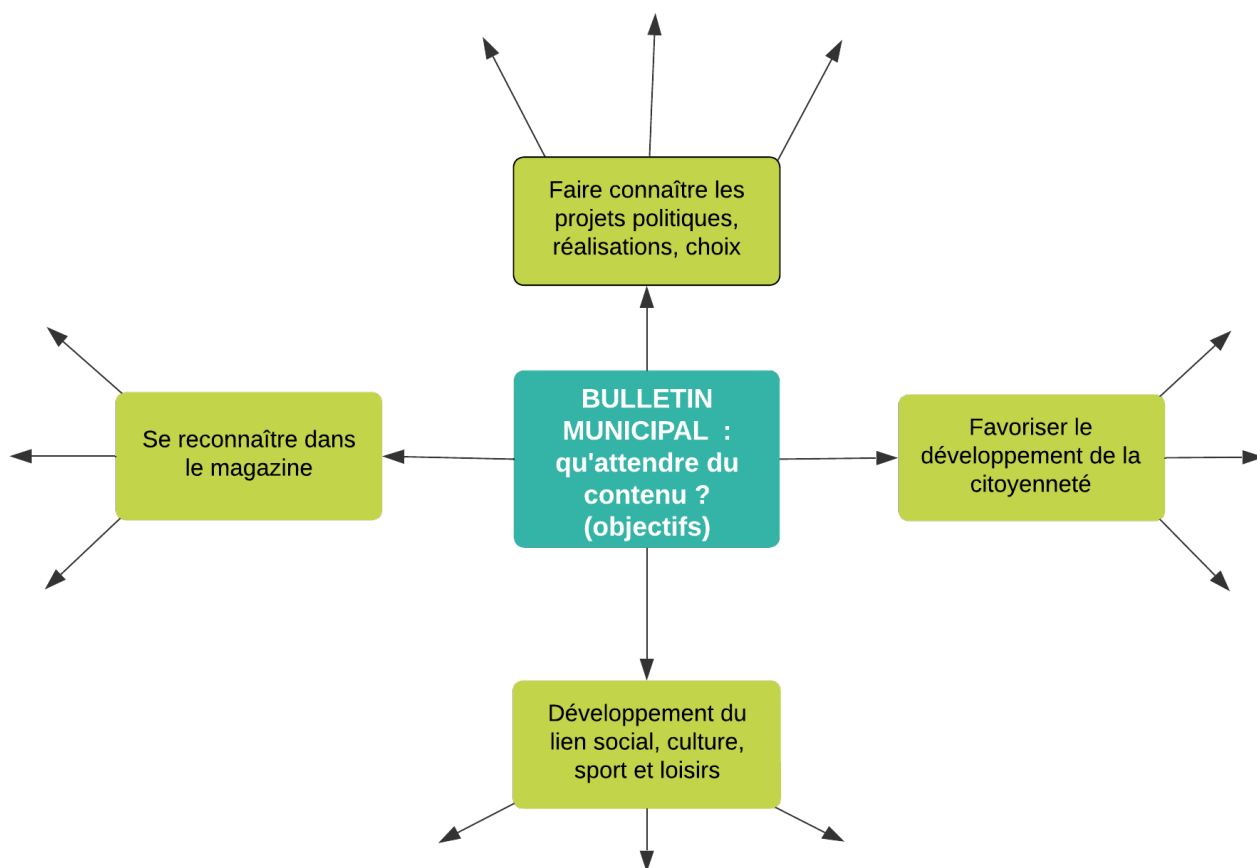 Faire connaître les
projets politiques,
réalisations, choix
Se reconnaître dans
le magazine
BULLETIN
MUNICIPAL  :
qu'attendre du
contenu ?
(objectifs)
Favoriser le
développement de la
citoyenneté
Développement du
lien social, culture,
sport et loisirs